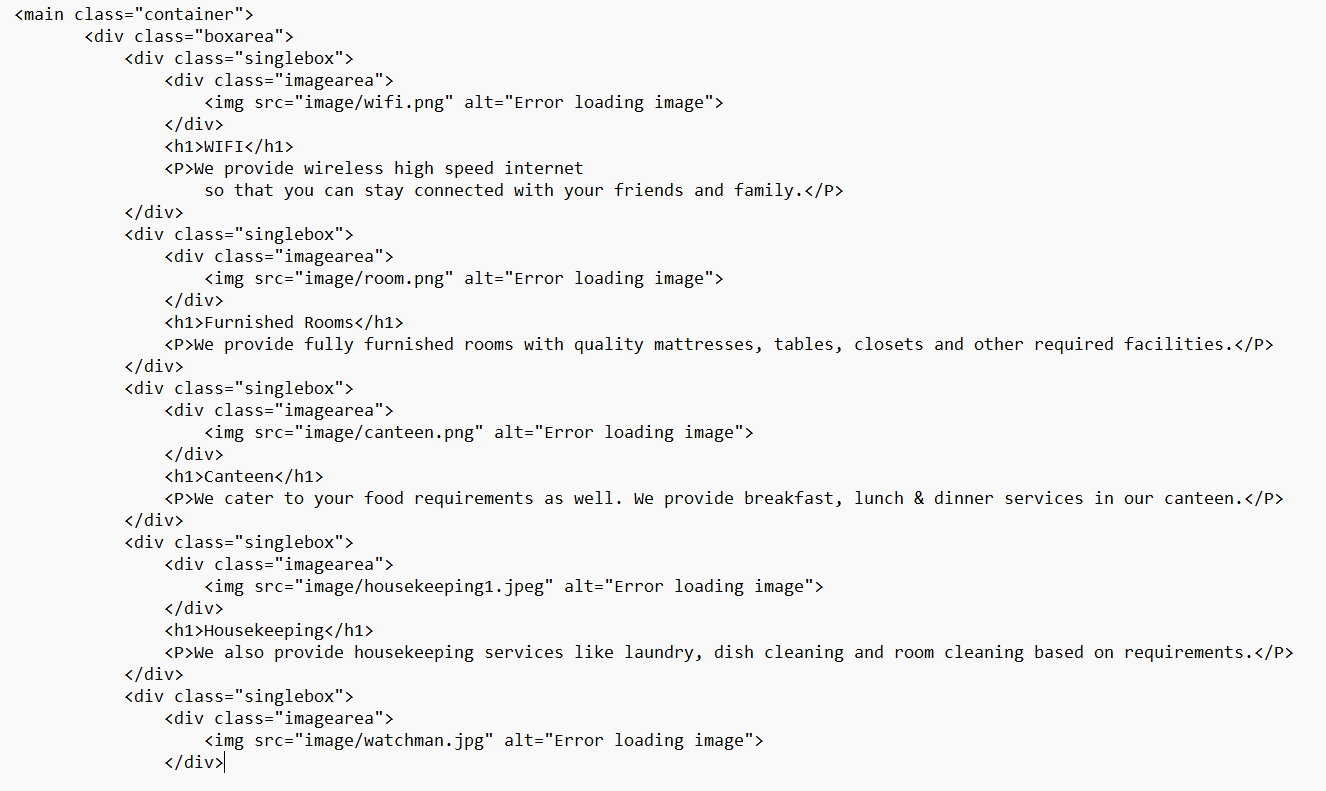 <main class="container">
<div class="boxarea">
<div class="singlebox">
<div class="imagearea">
<img src="image/wifi.png" alt="Error loading image">
</div>
<h1>WIFI</h1>
<P>We provide wireless high speed internet
so that you can stay connected with your friends and family.</P>
</div>
<div class="singlebox">
<div class="imagearea">
<img src="image/room.png" alt="Error loading image">
</div>
<h1>Furnished Rooms</h1>
<P>We provide fully furnished rooms with quality mattresses, tables, closets and other required facilities.</P>
</div>
<div class="singlebox">
<div class="imagearea">
<img src="image/canteen.png" alt="Error loading image">
</div>
<h1>Canteen</h1>
<P>We cater to your food requirements as well. We provide breakfast, lunch & dinner services in our canteen.</P>
</div>
<div class="singlebox">
<div class="imagearea">
<img src="image/housekeeping1.jpeg" alt="Error loading image">
</div>
<h1>Housekeeping</h1>
<P>We also provide housekeeping services like laundry, dish cleaning and room cleaning based on requirements.</P>
</div>
<div class="singlebox">
<div class="imagearea">
<img src="image/watchman.jpg" alt="Error loading image">
</div>